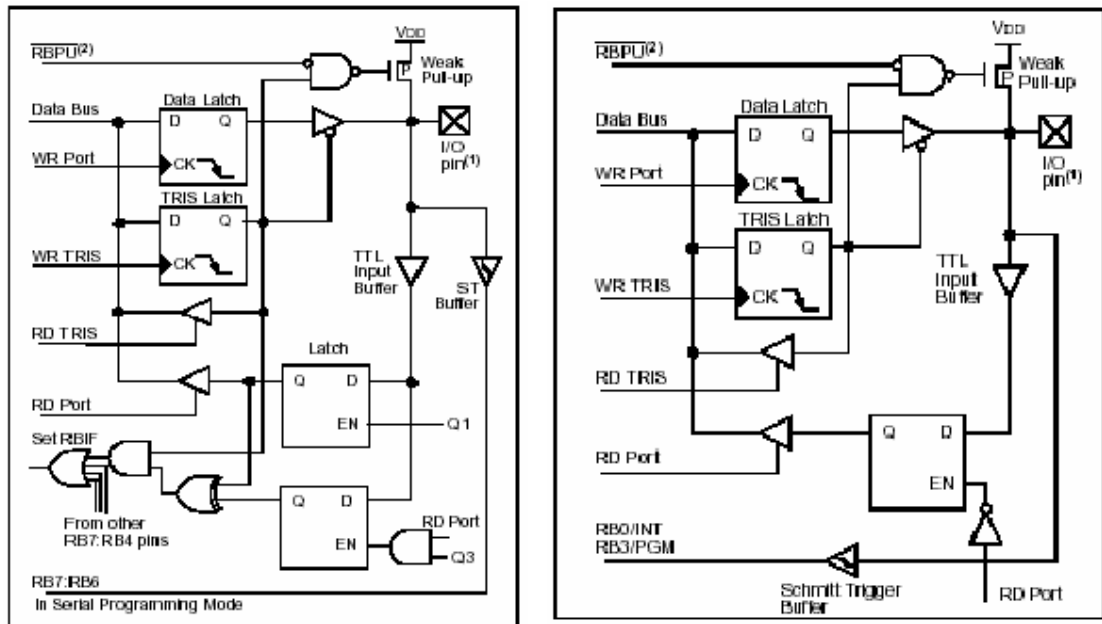 VDD
RBPU(2)
Weak
Pull-up
P
Data Bus
Data Latch
D Q
I/O
pin(1)
WR Port
CK
TRIS Latch
D Q
WR TRIS
CK
TTL
Input
Buffer
ST
Buffer
RD TRIS
Latch
Q D
RD Port
EN
Q1
Set RBIF
Q D
From other
RB7:RB4 pins
RD Port
EN
Q3
RB7:RB6
In Serial Programming Mode
VDD
RBPU(2)
Weak
Pull-up
P
Data Latch
Data Bus
D Q
I/O
pin(1)
WR Port
CK
TRIS Latch
D Q
TTL
Input
Buffer
WR TRIS
CK
RD TRIS
Q D
RD Port
EN
RB0/INT
RB3/PGM
Schmitt Trigger
Buffer
RD Port